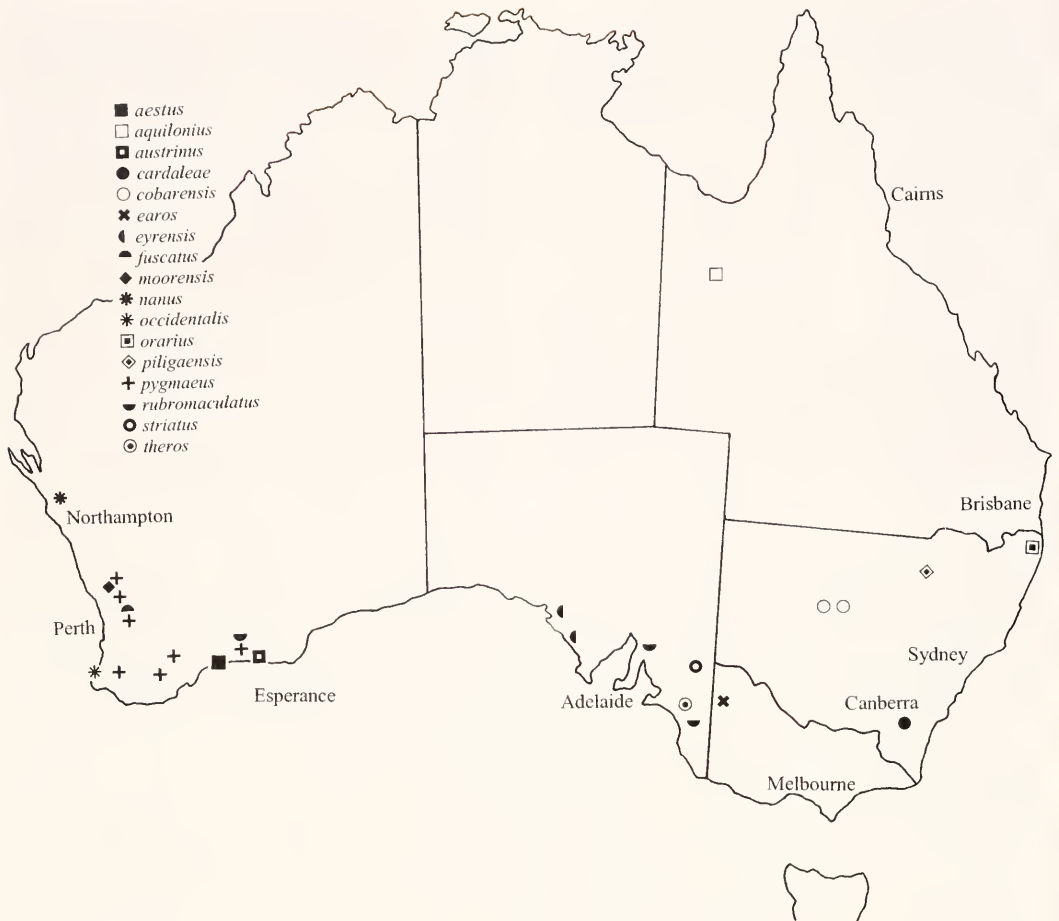 aestus
aquilonius
austrinus
cardaleae
cobarensis
earos
eyrensis
fuscatus
moorensis
nanus
occidentalis
orarius
piligaensis
pygmaeus
rubromaculatus
striatus
theros
Cairns
Northampton
Brisbane
Perth
Sydney
Esperance
Adelaide
Canberra
Melbourne